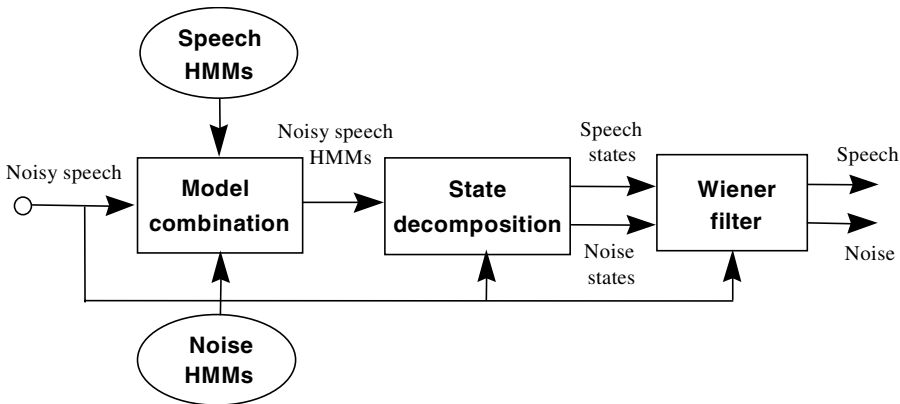 Speech
HMMs
Noisy speech
HMMs
Speech
states
Speech
Noisy speech
Model
combination
State
decomposition
Wiener
filter
Noise
states
Noise
Noise
HMMs